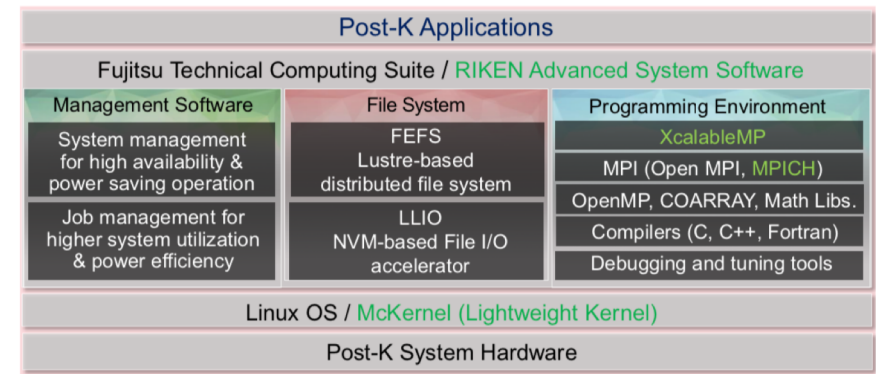 Post-K Applications
Fujitsu Technical Computing Suite / RIKEN Advanced System Software
Management Software
System management
for high availability &
power saving operation
Job management for
higher system utilization
& power efficiency
File System
FEFS
Lustre-based
distributed file system
LLIO
NVM-based File I/O
accelerator
Programming Environment
XcalableMP
MPI (Open MPI, MPICH)
OpenMP, COARRAY, Math Libs.
Compilers (C, C++, Fortran)
Debugging and tuning tools
Linux OS / McKernel (Lightweight Kernel)
Post-K System Hardware